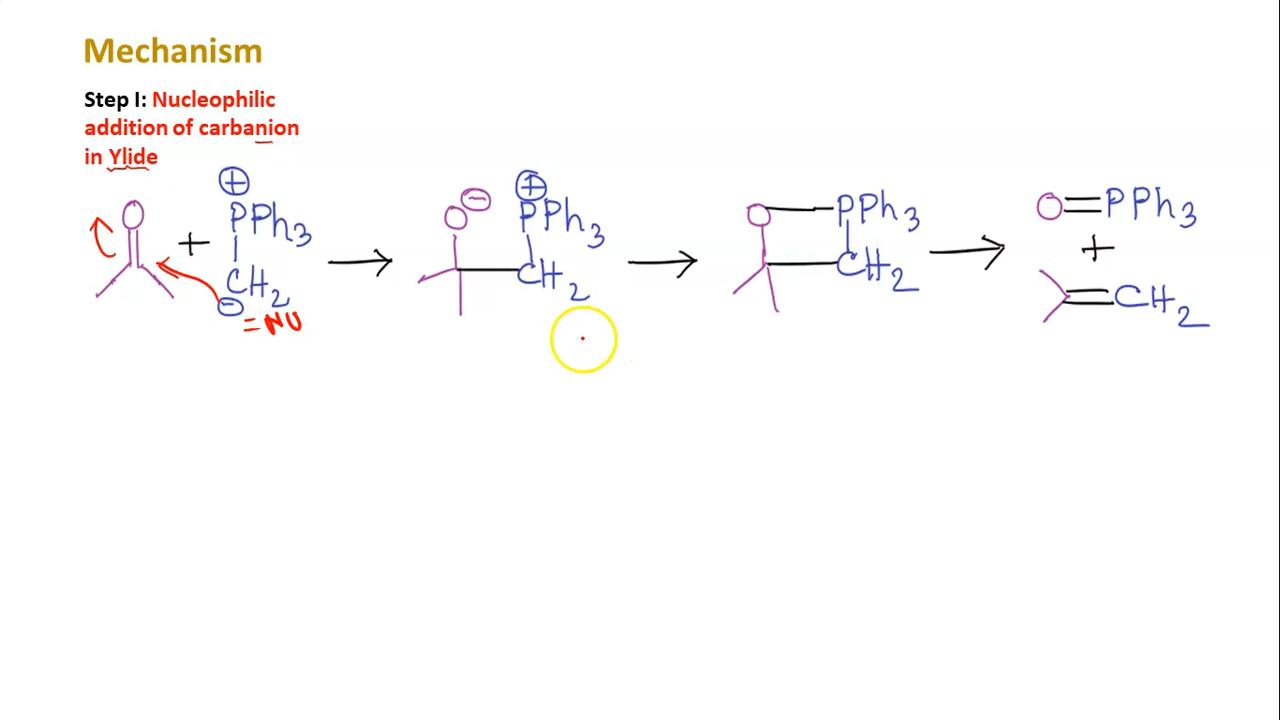 Mechanism
Step I: Nucleophilic
addition of carbanion
in Ylide
O + ⊕ PPh3 CH2 ⊖ = NU
O ⊖ ⊕ PPh3 CH2
O PPh3 CH2
O=PPh3
+
=CH2